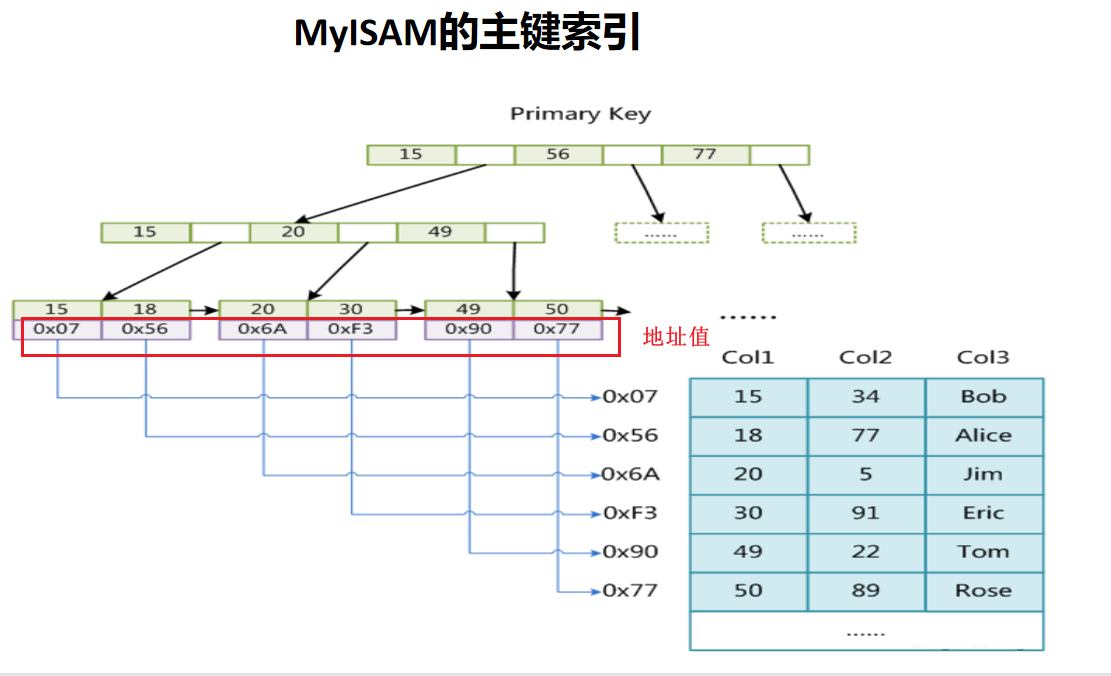 MyISAM的主键索引
Primary Key
15 56 77
15 20 49
...... ......
15 18 20 30 49 50
0x07 0x56 0x6A 0xF3 0x90 0x77
......
地址值
Col1 Col2 Col3
0x07 15 34 Bob
0x56 18 77 Alice
0x6A 20 5 Jim
0xF3 30 91 Eric
0x90 49 22 Tom
0x77 50 89 Rose
......